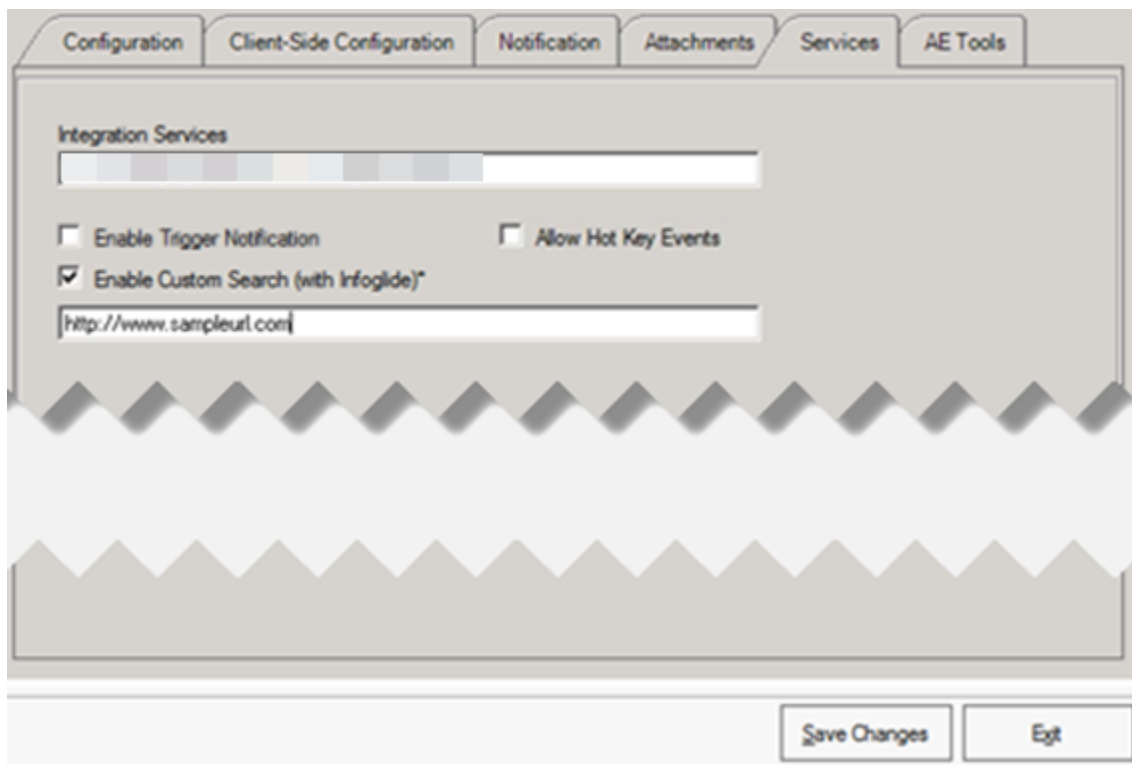 Configuration Client-Side Configuration Notification Attachments Services AE Tools
Integration Services
Enable Trigger Notification Allow Hot Key Events
Enable Custom Search (with Infoglide)*
http://www.sampleurl.com
Save Changes Exit